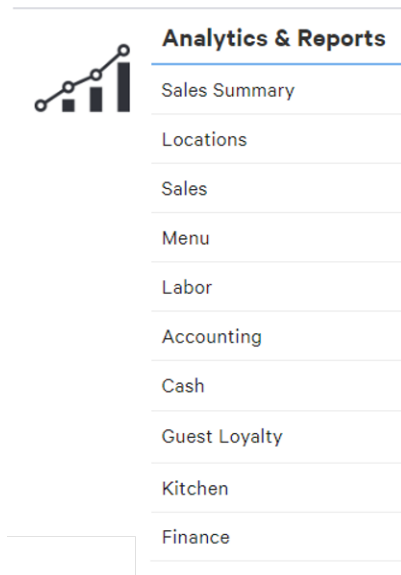 Analytics & Reports
Sales Summary
Locations
Sales
Menu
Labor
Accounting
Cash
Guest Loyalty
Kitchen
Finance